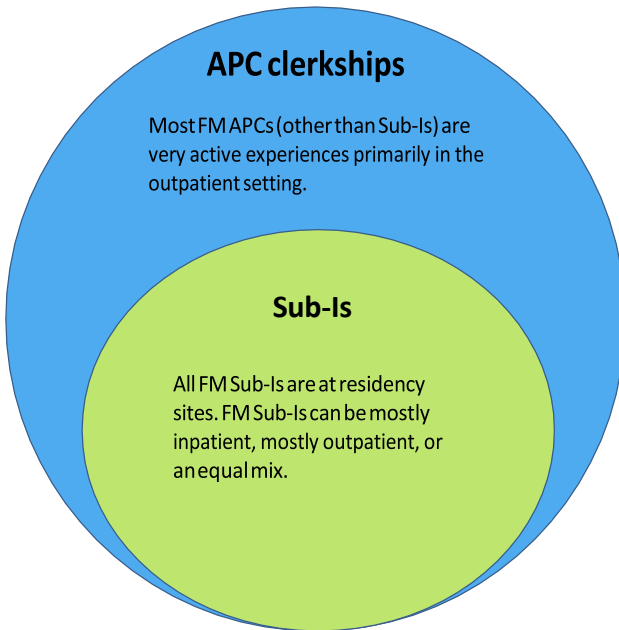 APC clerkships
Most FM APCs (other than Sub-Is) are
very active experiences primarily in the
outpatient setting.
Sub-Is
All FM Sub-Is are at residency
sites. FM Sub-Is can be mostly
inpatient, mostly outpatient, or
an equal mix.